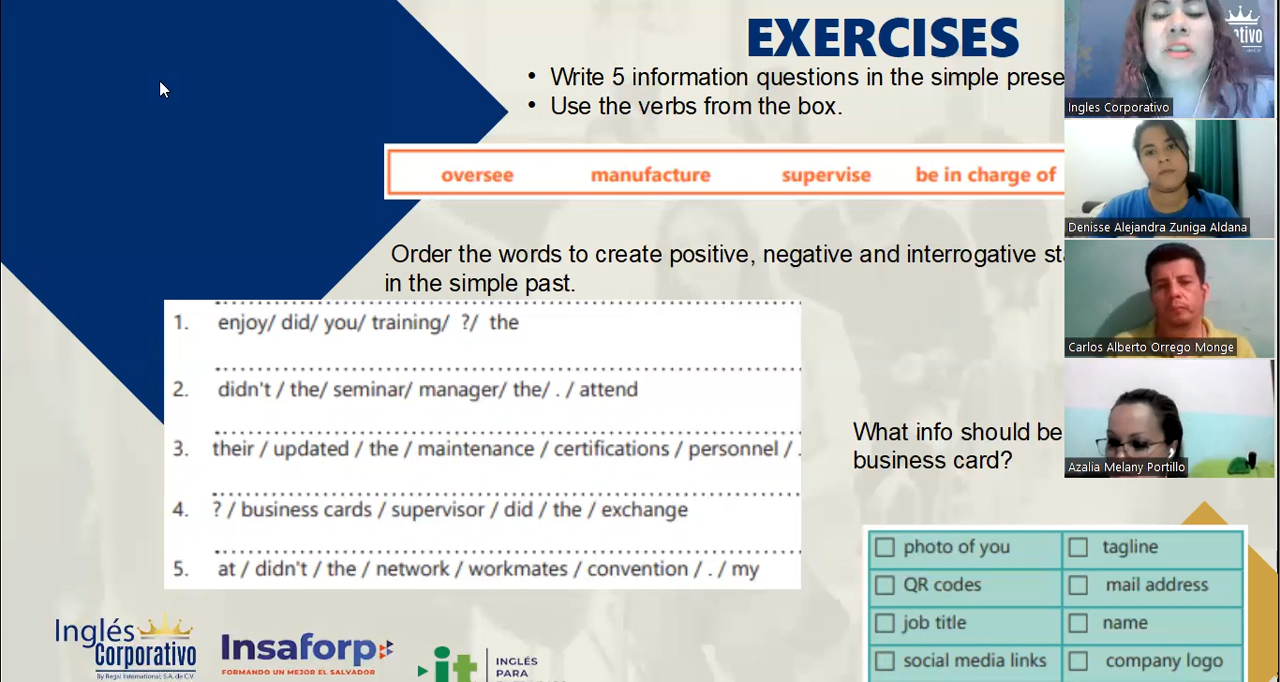 EXERCISES
• Write 5 information questions in the simple prese
• Use the verbs from the box.
oversee manufacture supervise be in charge of
Order the words to create positive, negative and interrogative st
in the simple past.
1. enjoy/ did/ you/ training/ ?/ the
2. didn't / the/ seminar/ manager/ the/ . / attend
3. their / updated / the / maintenance / certifications / personnel / .
4. ? / business cards / supervisor / did / the / exchange
5. at / didn't / the / network / workmates / convention / . / my
What info should be
business card?
photo of you tagline
QR codes mail address
job title name
social media links company logo
Inglés
Corporativo
By Regal International, S.A. de C.V.
Insaforp
FORMANDO UN MEJOR EL SALVADOR
it
INGLÉS
PARA
Ingles Corporativo
Denisse Alejandra Zuniga Aldana
Carlos Alberto Orrego Monge
Azalia Melany Portillo